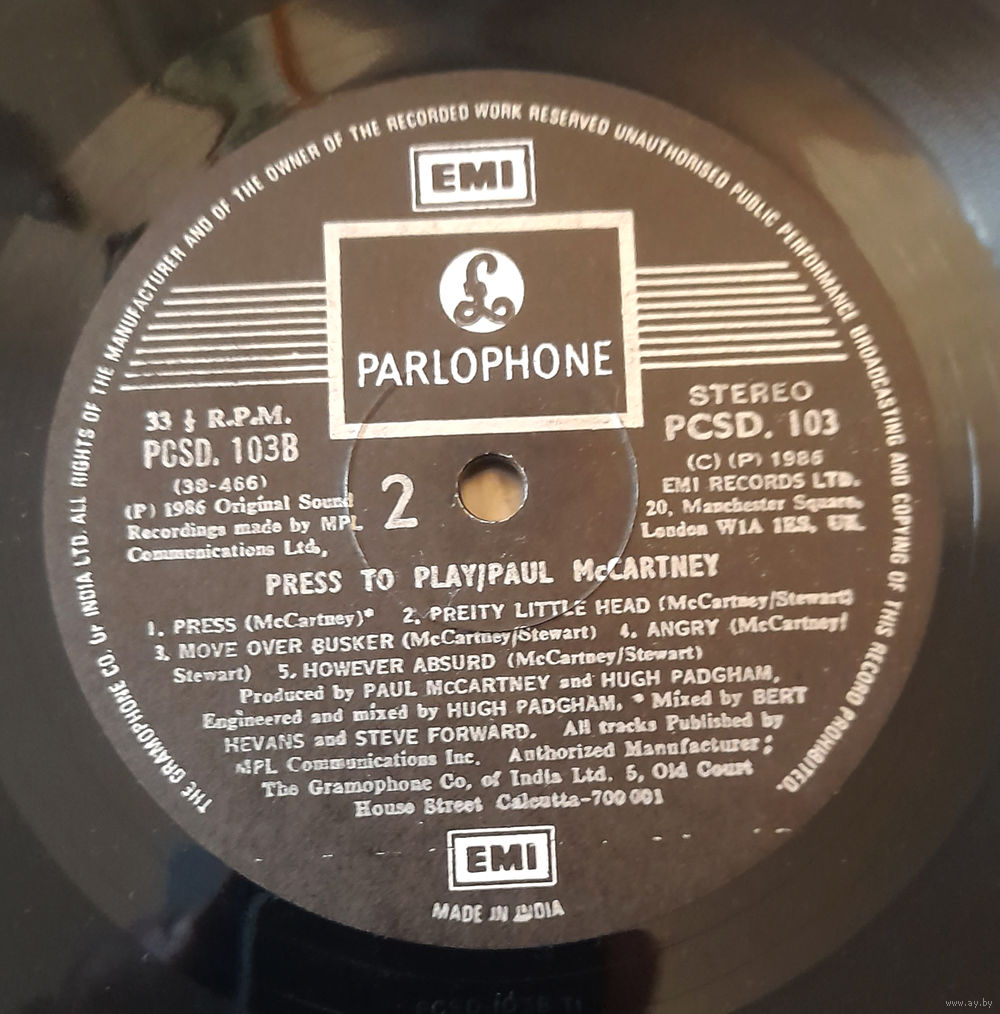 THE GRAMOPHONE CO. OF INDIA LTD. ALL RIGHTS OF THE MANUFACTURER AND OF THE OWNER OF THE RECORDED WORK RESERVED UNAUTHORISED PUBLIC PERFORMANCE BROADCASTING AND COPYING OF THIS RECORD PROHIBITED.
EMI
£
PARLOPHONE
33 ⅓ R.P.M.
PCSD. 103B
(38-466)
(P) 1986 Original Sound
Recordings made by MPL
Communications Ltd,
2
STEREO
PCSD. 103
(C) (P) 1986
EMI RECORDS LTD.
20, Manchester Square,
London W1A 1ES, UK.
PRESS TO PLAY/PAUL McCARTNEY
1. PRESS (McCartney)* 2. PREITY LITTLE HEAD (McCartney/Stewart)
3. MOVE OVER BUSKER (McCartney/Stewart) 4. ANGRY (McCartney/
Stewart) 5. HOWEVER ABSURD (McCartney/Stewart)
Produced by PAUL McCARTNEY and HUGH PADGHAM,
Engineered and mixed by HUGH PADGHAM, * Mixed by BERT
HEVANS and STEVE FORWARD. All tracks Published by
MPL Communications Inc. Authorized Manufacturer;
The Gramophone Co, of India Ltd. 5, Old Court
House Street Calcutta-700 001
EMI
MADE IN INDIA
www.ay.by